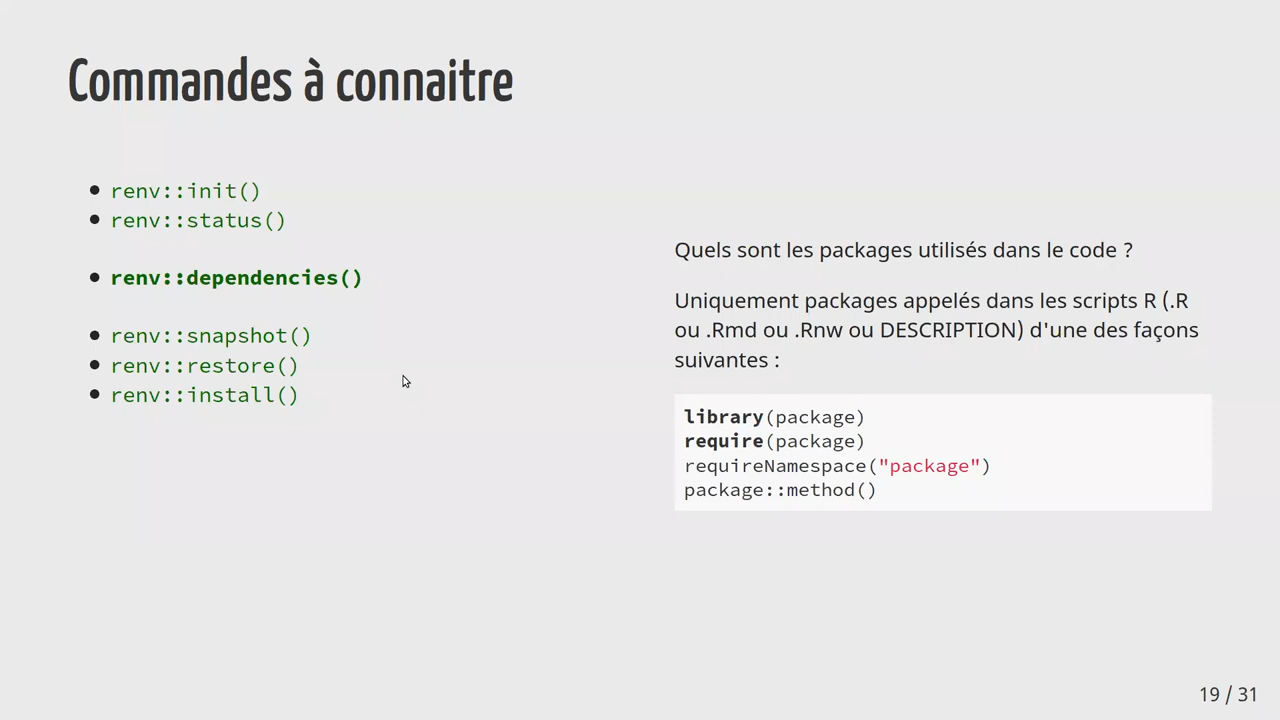 Commandes à connaitre
renv::init()
renv::status()
renv::dependencies()
renv::snapshot()
renv::restore()
renv::install()
Quels sont les packages utilisés dans le code ?
Uniquement packages appelés dans les scripts R (.R
ou .Rmd ou .Rnw ou DESCRIPTION) d'une des façons
suivantes :
library(package)
require(package)
requireNamespace("package")
package::method()
19 / 31